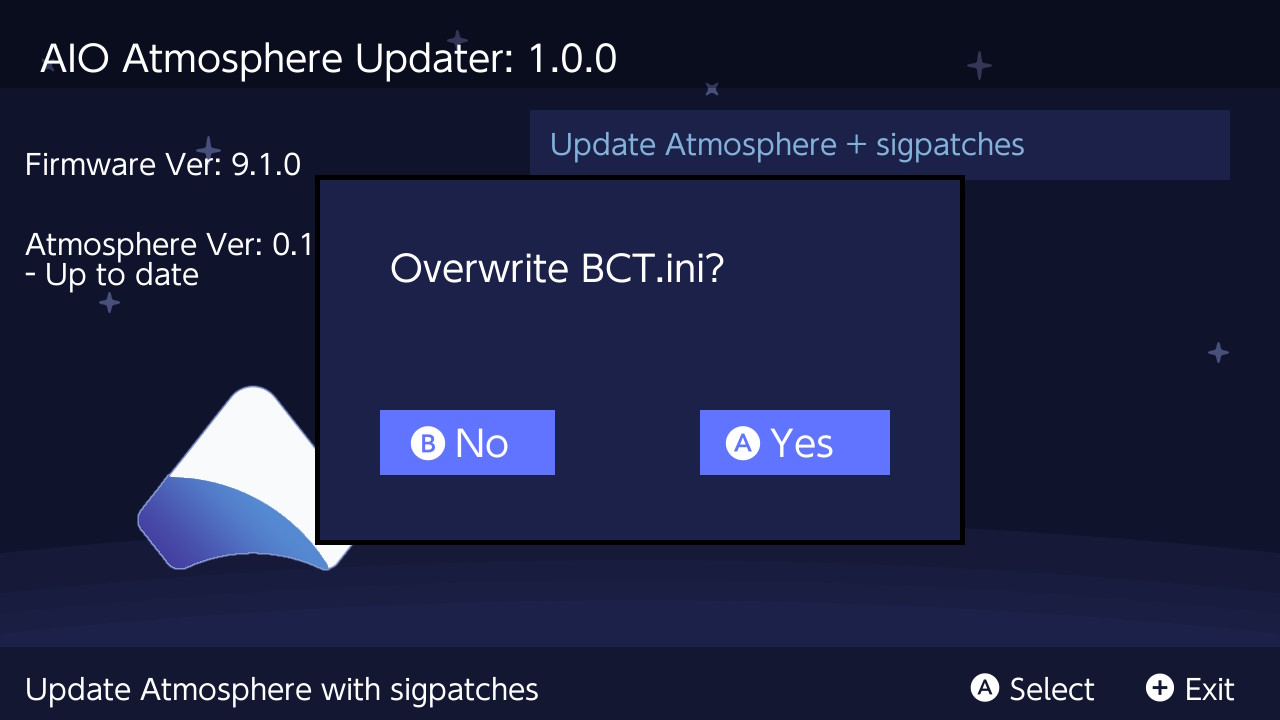 AIO Atmosphere Updater: 1.0.0
Update Atmosphere + sigpatches
Firmware Ver: 9.1.0
Atmosphere Ver: 0.1
- Up to date
Overwrite BCT.ini?
B No
A Yes
Update Atmosphere with sigpatches
A Select
+ Exit